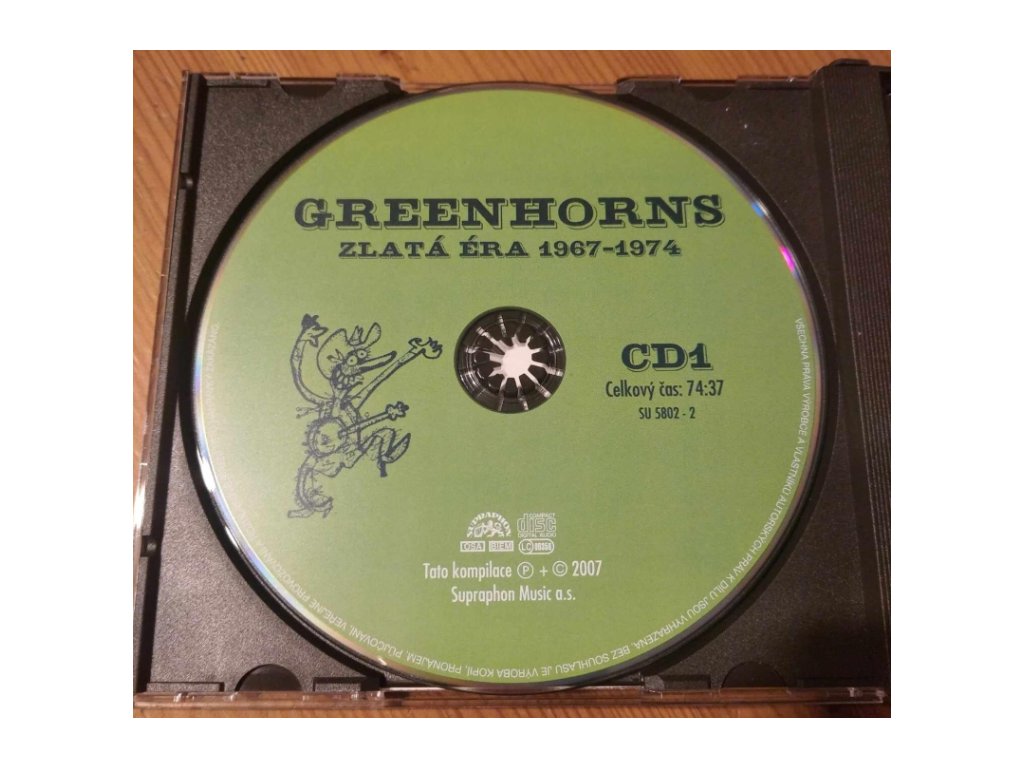 GREENHORNS
ZLATÁ ÉRA 1967-1974
CD1
Celkový čas: 74:37
SU 5802 - 2
SUPRAPHON
COMPACT
disc
DIGITAL AUDIO
OSA BIEM LC
Tato kompilace Ⓟ + © 2007
Supraphon Music a.s.
VŠECHNA PRÁVA VÝROBCE A VLASTNÍKŮ AUTORSKÝCH PRÁV K DÍLU JSOU VYHRAZENA. BEZ SOUHLASU JE VÝROBA KOPIÍ, PRONÁJEM, PŮJČOVÁNÍ, VEŘEJNÉ PROVOZOVÁNÍ